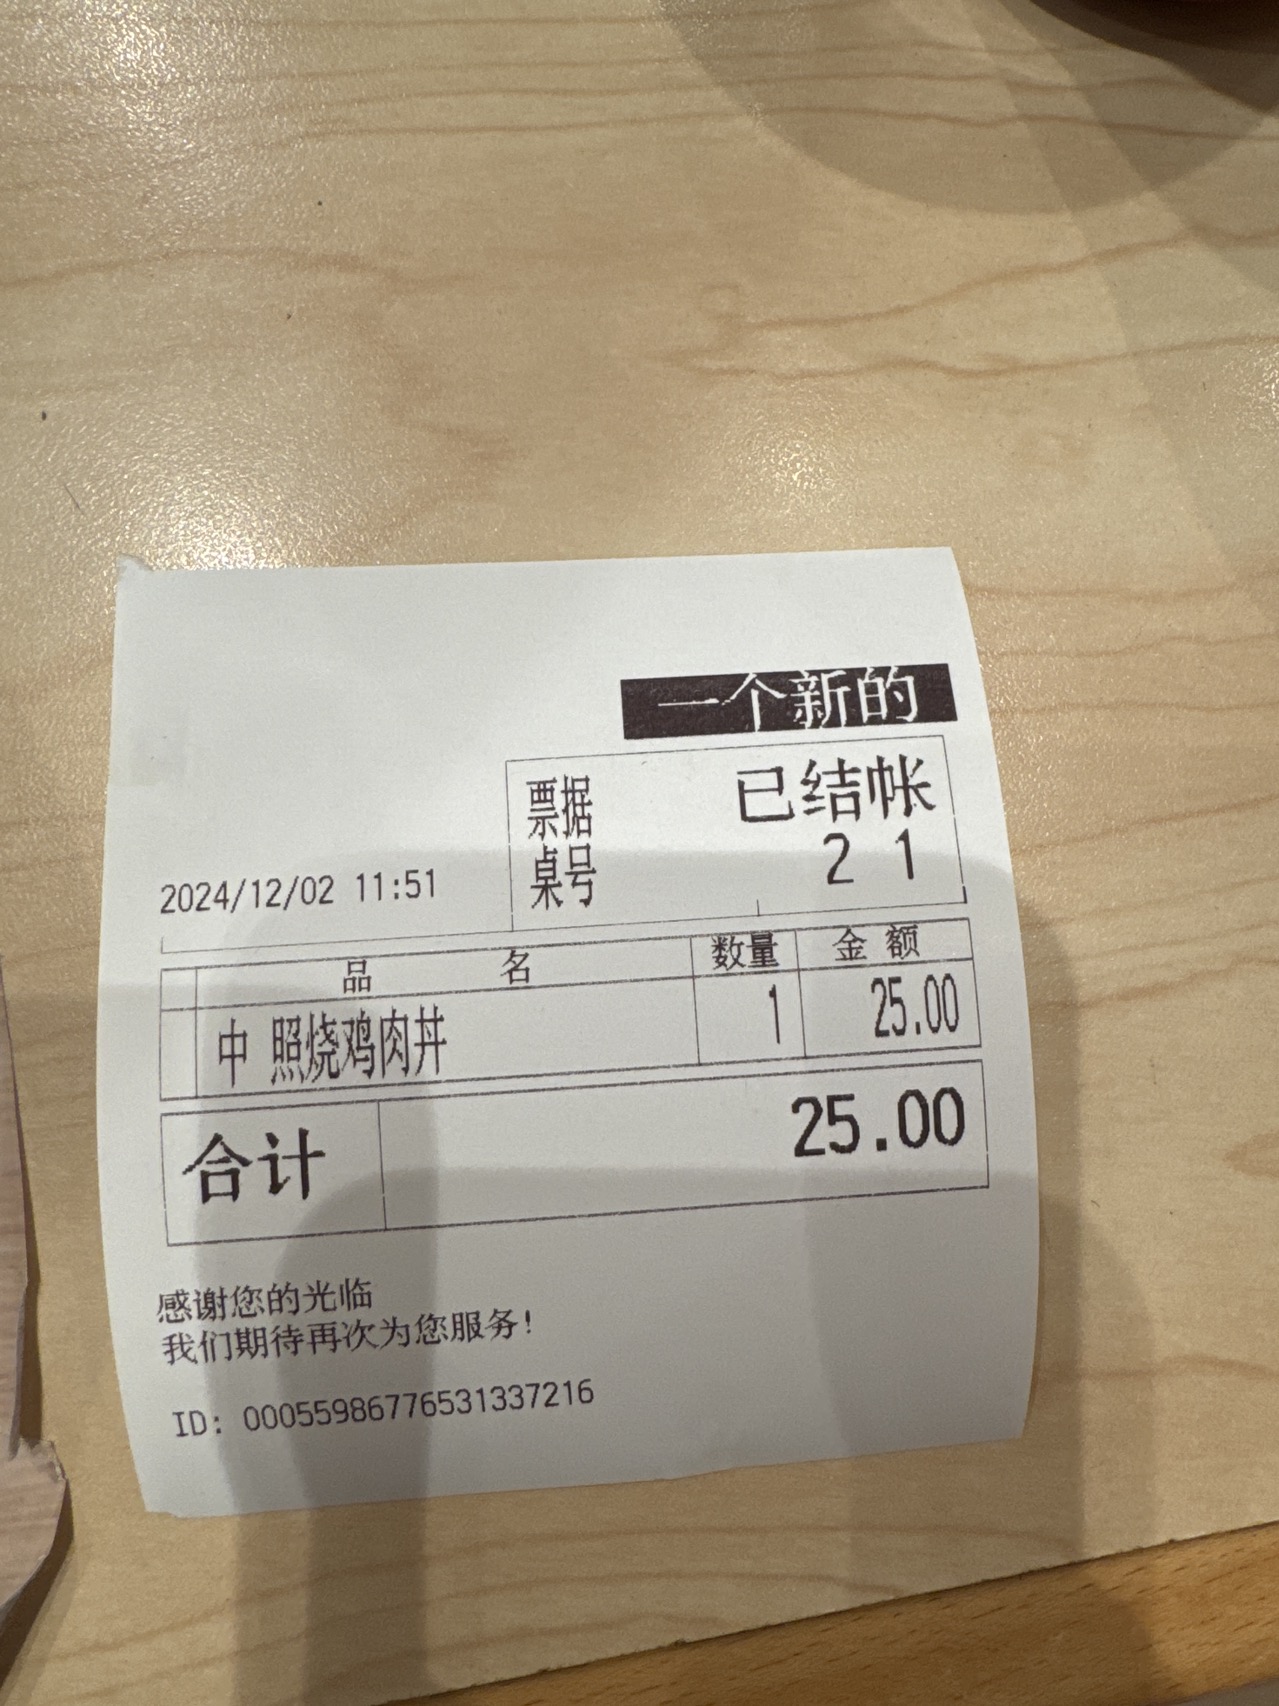 一个新的
票据 已结帐
桌号 21
2024/12/02 11:51
品名 数量 金额
中 照烧鸡肉丼 1 25.00
合计 25.00
感谢您的光临
我们期待再次为您服务!
ID: 00055986776531337216